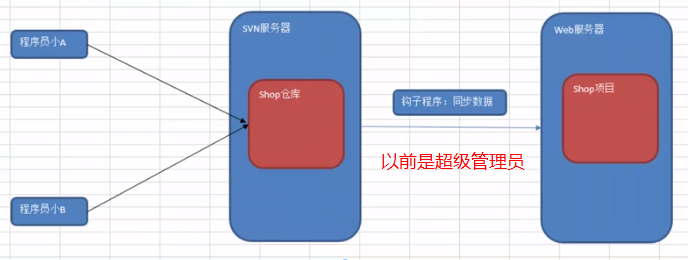 程序员小A
SVN服务器
Web服务器
Shop仓库
Shop项目
钩子程序：同步数据
以前是超级管理员
程序员小B